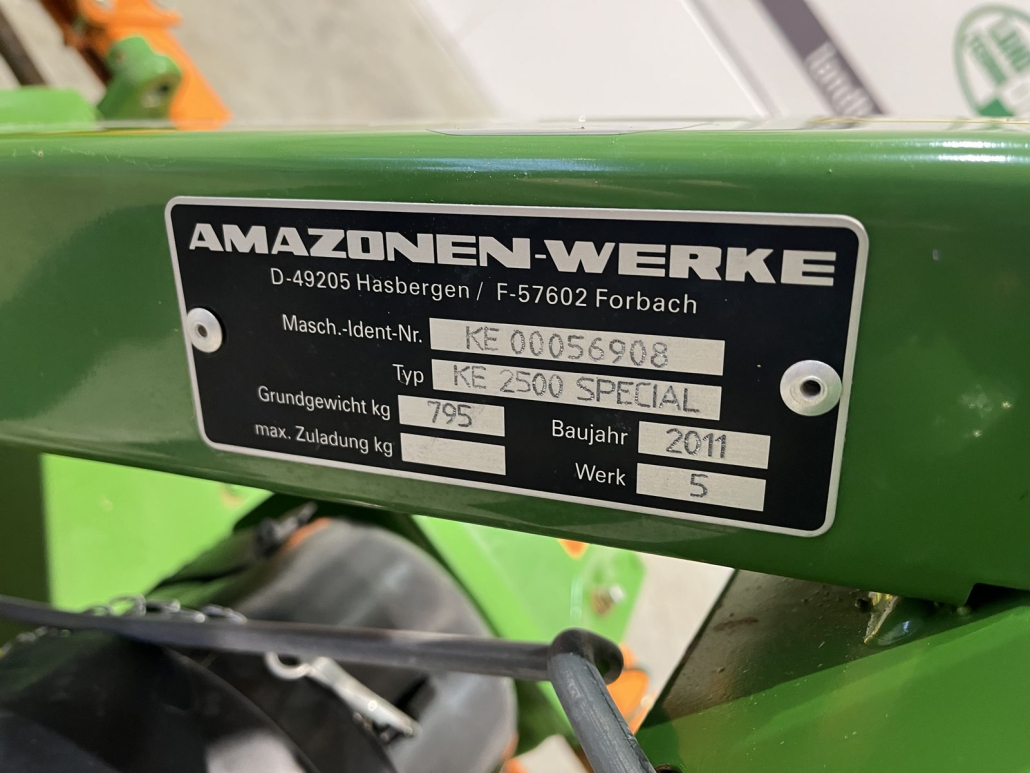 AMAZONEN-WERKE
D-49205 Hasbergen / F-57602 Forbach
Masch.-Ident-Nr. KE 00056908
Typ KE 2500 SPECIAL
Grundgewicht kg 795
Baujahr 2011
max. Zuladung kg
Werk 5